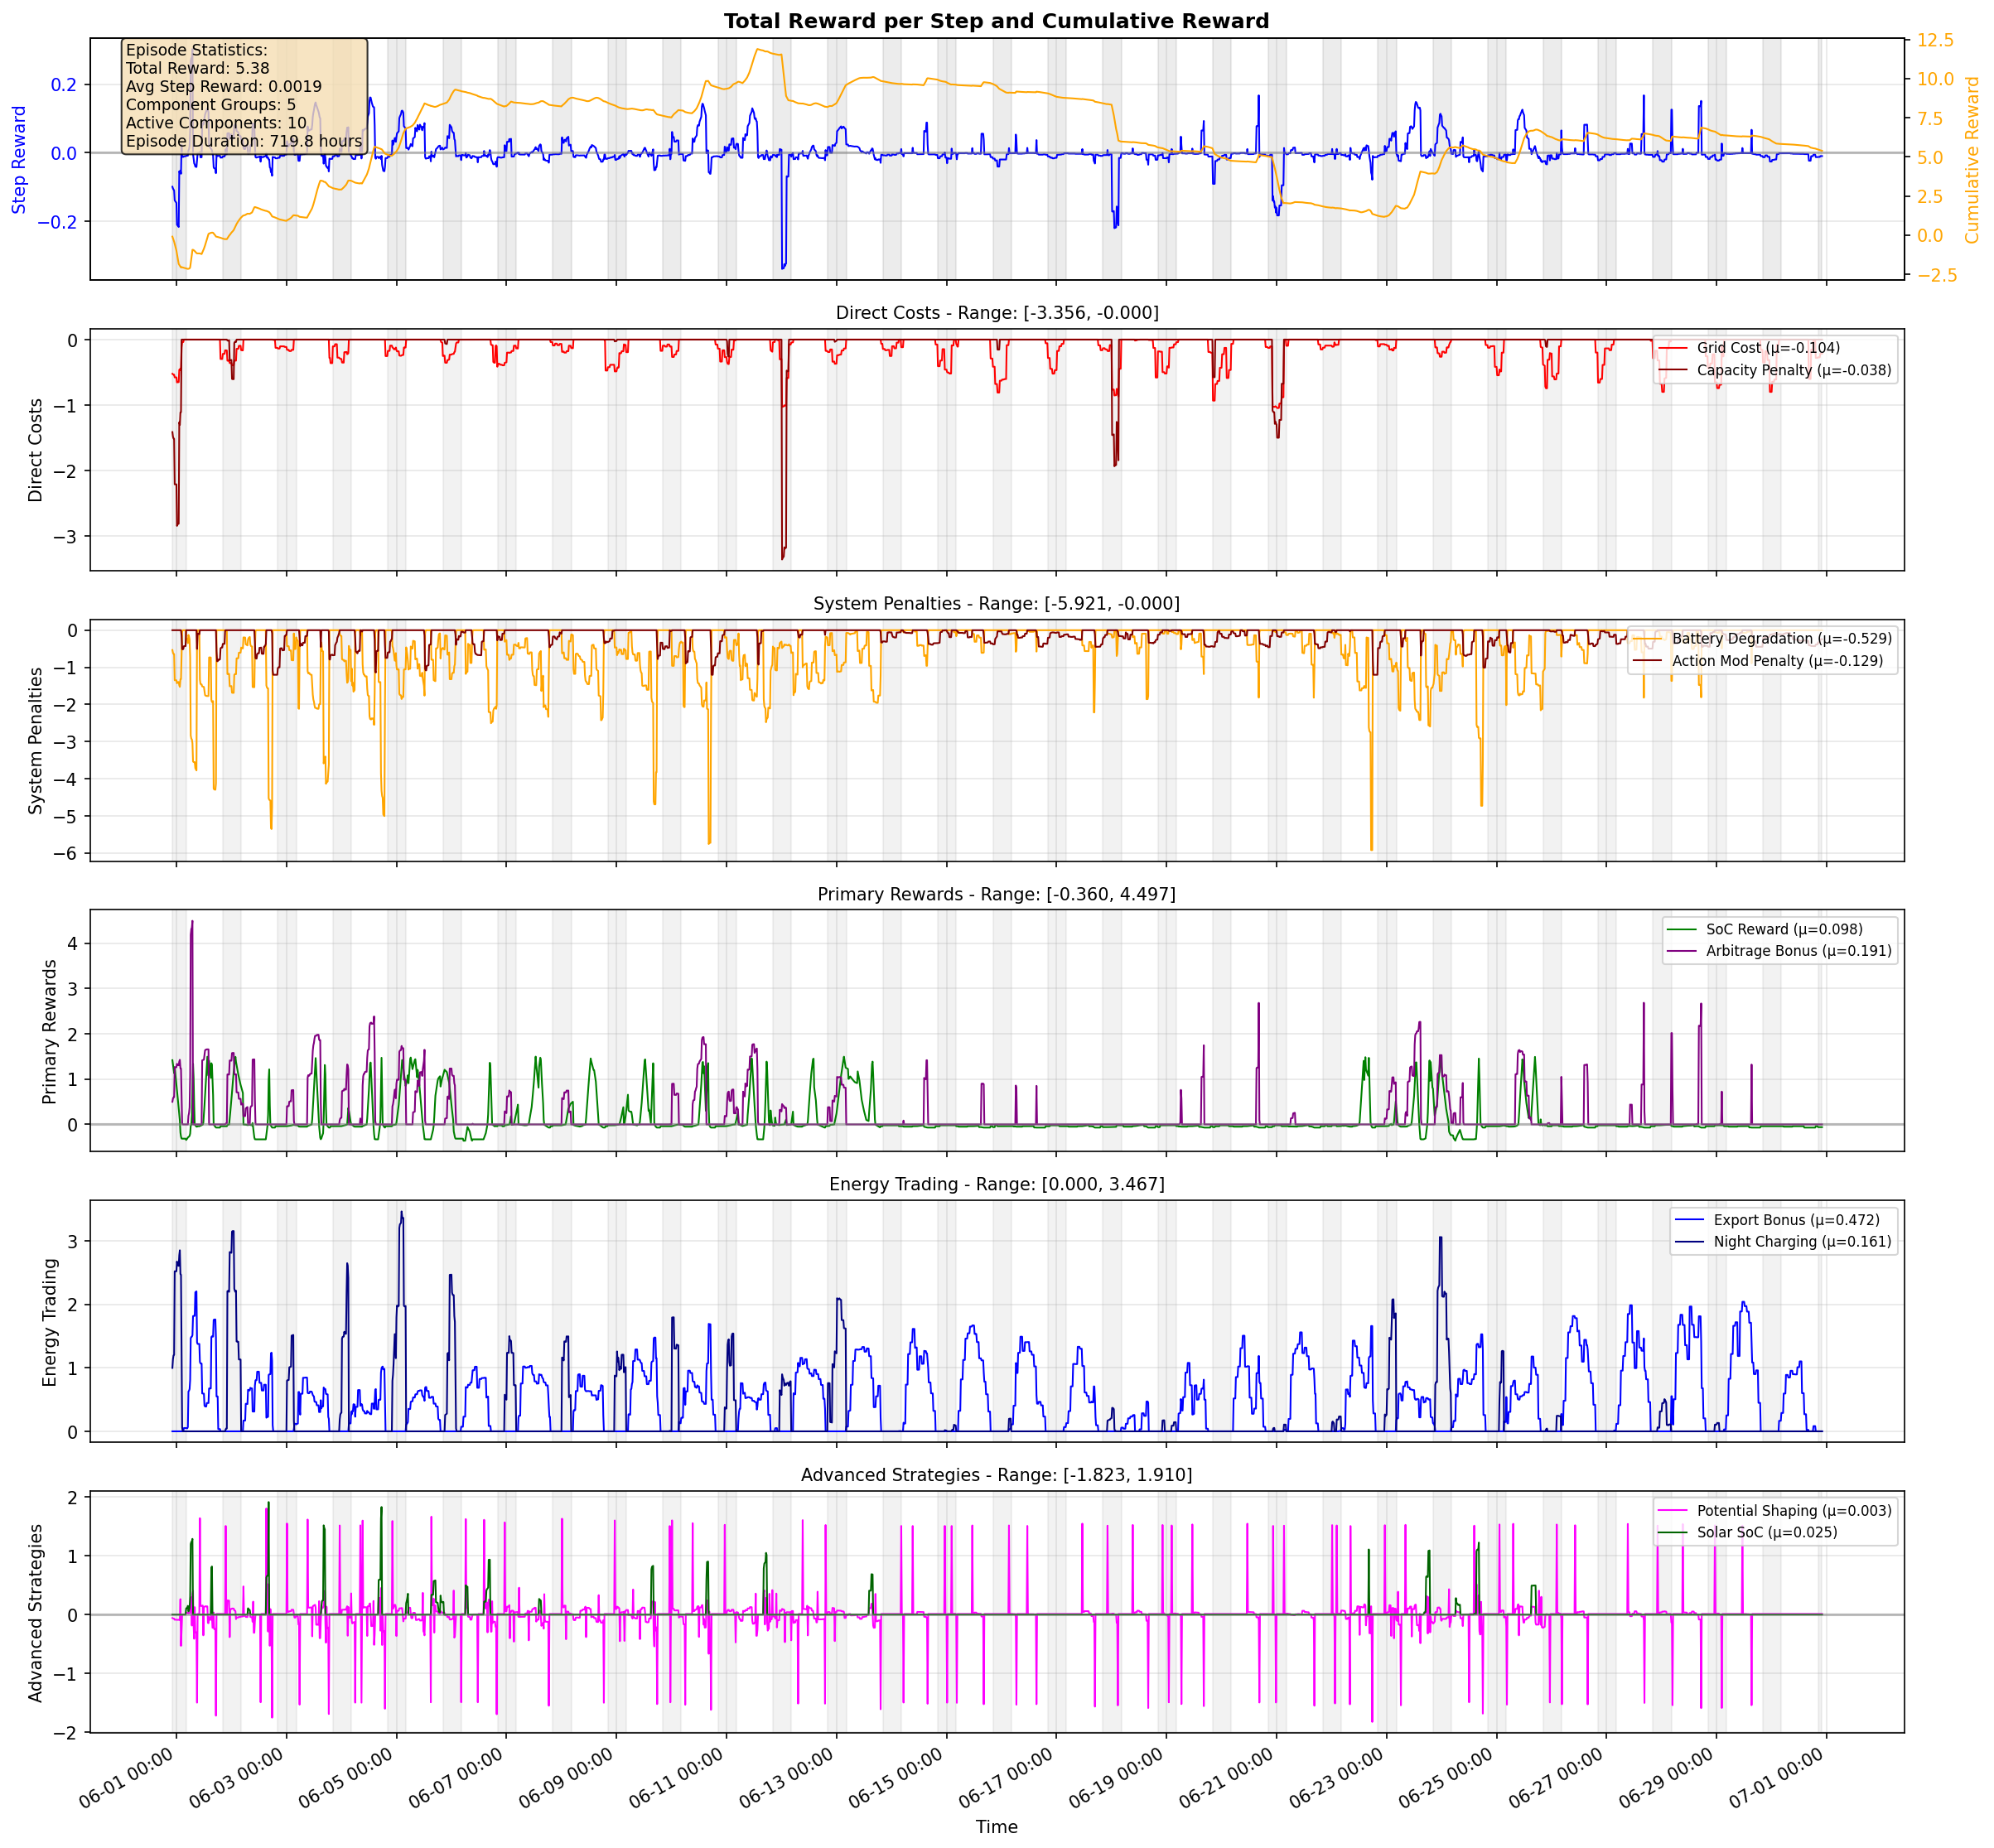 Total Reward per Step and Cumulative Reward
Episode Statistics:
Total Reward: 5.38
Avg Step Reward: 0.0019
Component Groups: 5
Active Components: 10
Episode Duration: 719.8 hours
Step Reward
0.2
0.0
−0.2
Cumulative Reward
12.5
10.0
7.5
5.0
2.5
0.0
−2.5
Direct Costs - Range: [-3.356, -0.000]
Direct Costs
0
−1
−2
−3
Grid Cost (μ=-0.104)
Capacity Penalty (μ=-0.038)
System Penalties - Range: [-5.921, -0.000]
System Penalties
0
−1
−2
−3
−4
−5
−6
Battery Degradation (μ=-0.529)
Action Mod Penalty (μ=-0.129)
Primary Rewards - Range: [-0.360, 4.497]
Primary Rewards
4
3
2
1
0
SoC Reward (μ=0.098)
Arbitrage Bonus (μ=0.191)
Energy Trading - Range: [0.000, 3.467]
Energy Trading
3
2
1
0
Export Bonus (μ=0.472)
Night Charging (μ=0.161)
Advanced Strategies - Range: [-1.823, 1.910]
Advanced Strategies
2
1
0
−1
−2
Potential Shaping (μ=0.003)
Solar SoC (μ=0.025)
06-01 00:00
06-03 00:00
06-05 00:00
06-07 00:00
06-09 00:00
06-11 00:00
06-13 00:00
06-15 00:00
06-17 00:00
06-19 00:00
06-21 00:00
06-23 00:00
06-25 00:00
06-27 00:00
06-29 00:00
07-01 00:00
Time